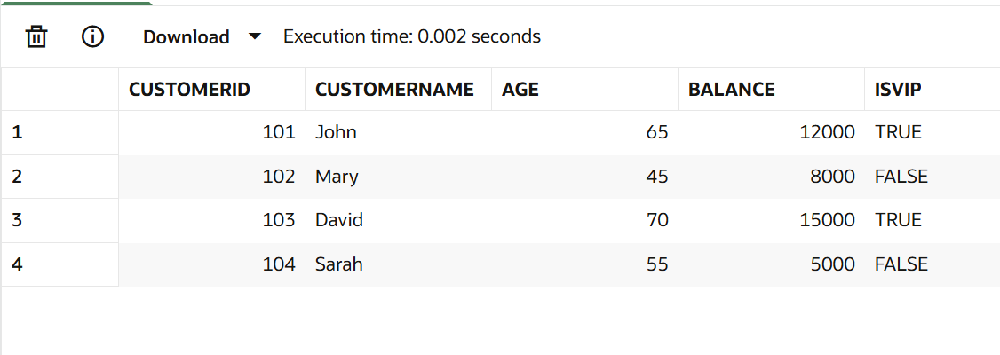 Download Execution time: 0.002 seconds
CUSTOMERID CUSTOMERNAME AGE BALANCE ISVIP
1 101 John 65 12000 TRUE
2 102 Mary 45 8000 FALSE
3 103 David 70 15000 TRUE
4 104 Sarah 55 5000 FALSE